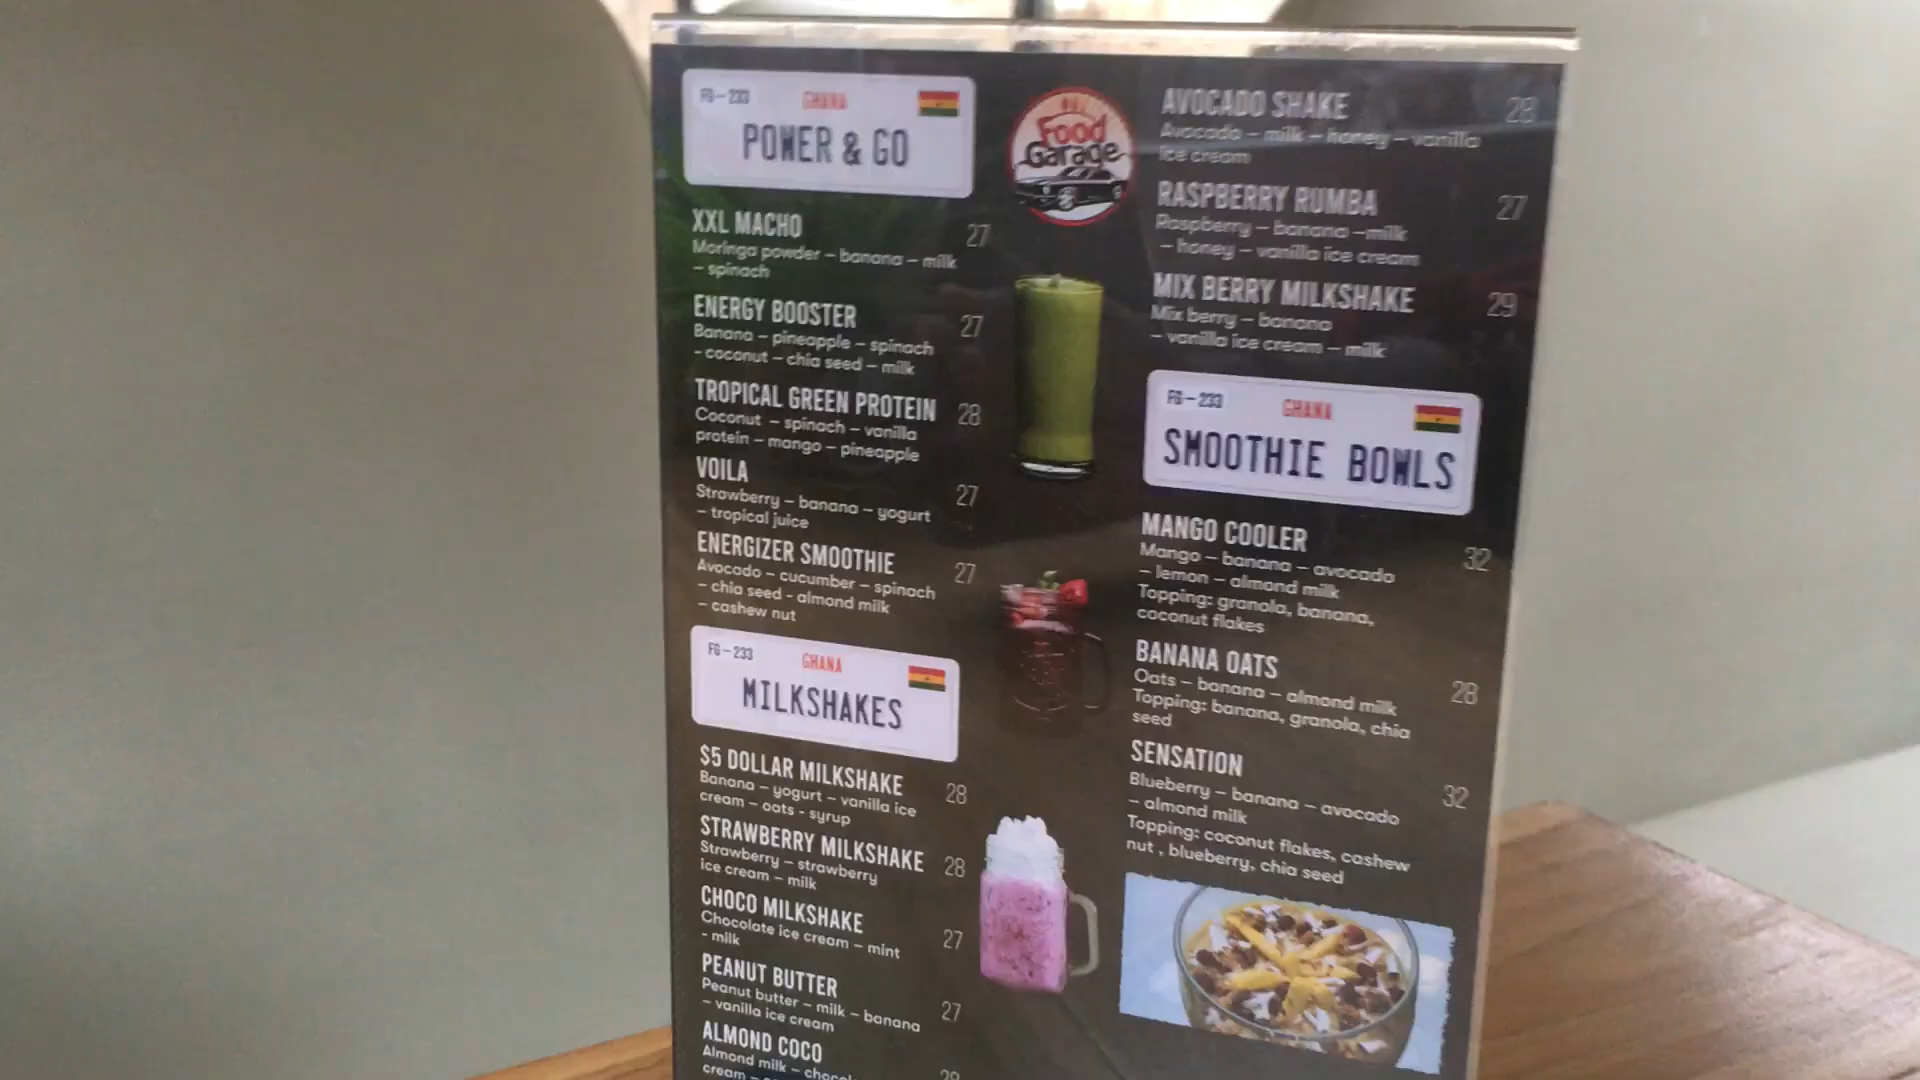 FG-233 GHANA
POWER & GO
XXL MACHO 27
Moringa powder – banana – milk
– spinach
ENERGY BOOSTER 27
Banana – pineapple – spinach
- coconut – chia seed – milk
TROPICAL GREEN PROTEIN 28
Coconut – spinach – vanilla
protein – mango – pineapple
VOILA 27
Strawberry – banana – yogurt
– tropical juice
ENERGIZER SMOOTHIE 27
Avocado – cucumber – spinach
– chia seed - almond milk
– cashew nut
FG-233 GHANA
MILKSHAKES
$5 DOLLAR MILKSHAKE 28
Banana – yogurt – vanilla ice
cream – oats - syrup
STRAWBERRY MILKSHAKE 28
Strawberry – strawberry
ice cream – milk
CHOCO MILKSHAKE 27
Chocolate ice cream – mint
- milk
PEANUT BUTTER 27
Peanut butter – milk – banana
– vanilla ice cream
ALMOND COCO
Almond milk –
cream –
Food
Garage
AVOCADO SHAKE 28
Avocado – milk – honey – vanilla
ice cream
RASPBERRY RUMBA 27
Raspberry – banana –milk
– honey – vanilla ice cream
MIX BERRY MILKSHAKE 29
Mix berry – banana
– vanilla ice cream – milk
FG-233 GHANA
SMOOTHIE BOWLS
MANGO COOLER 32
Mango – banana – avocado
– lemon – almond milk
Topping: granola, banana,
coconut flakes
BANANA OATS 28
Oats – banana – almond milk
Topping: banana, granola, chia
seed
SENSATION 32
Blueberry – banana – avocado
– almond milk
Topping: coconut flakes, cashew
nut , blueberry, chia seed